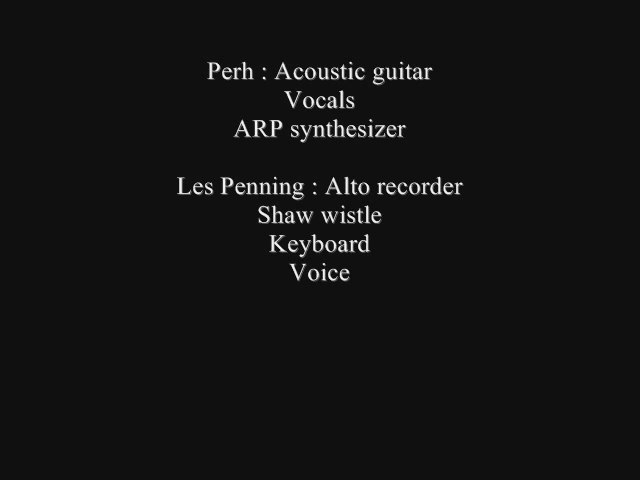 Perh : Acoustic guitar
Vocals
ARP synthesizer
Les Penning : Alto recorder
Shaw wistle
Keyboard
Voice